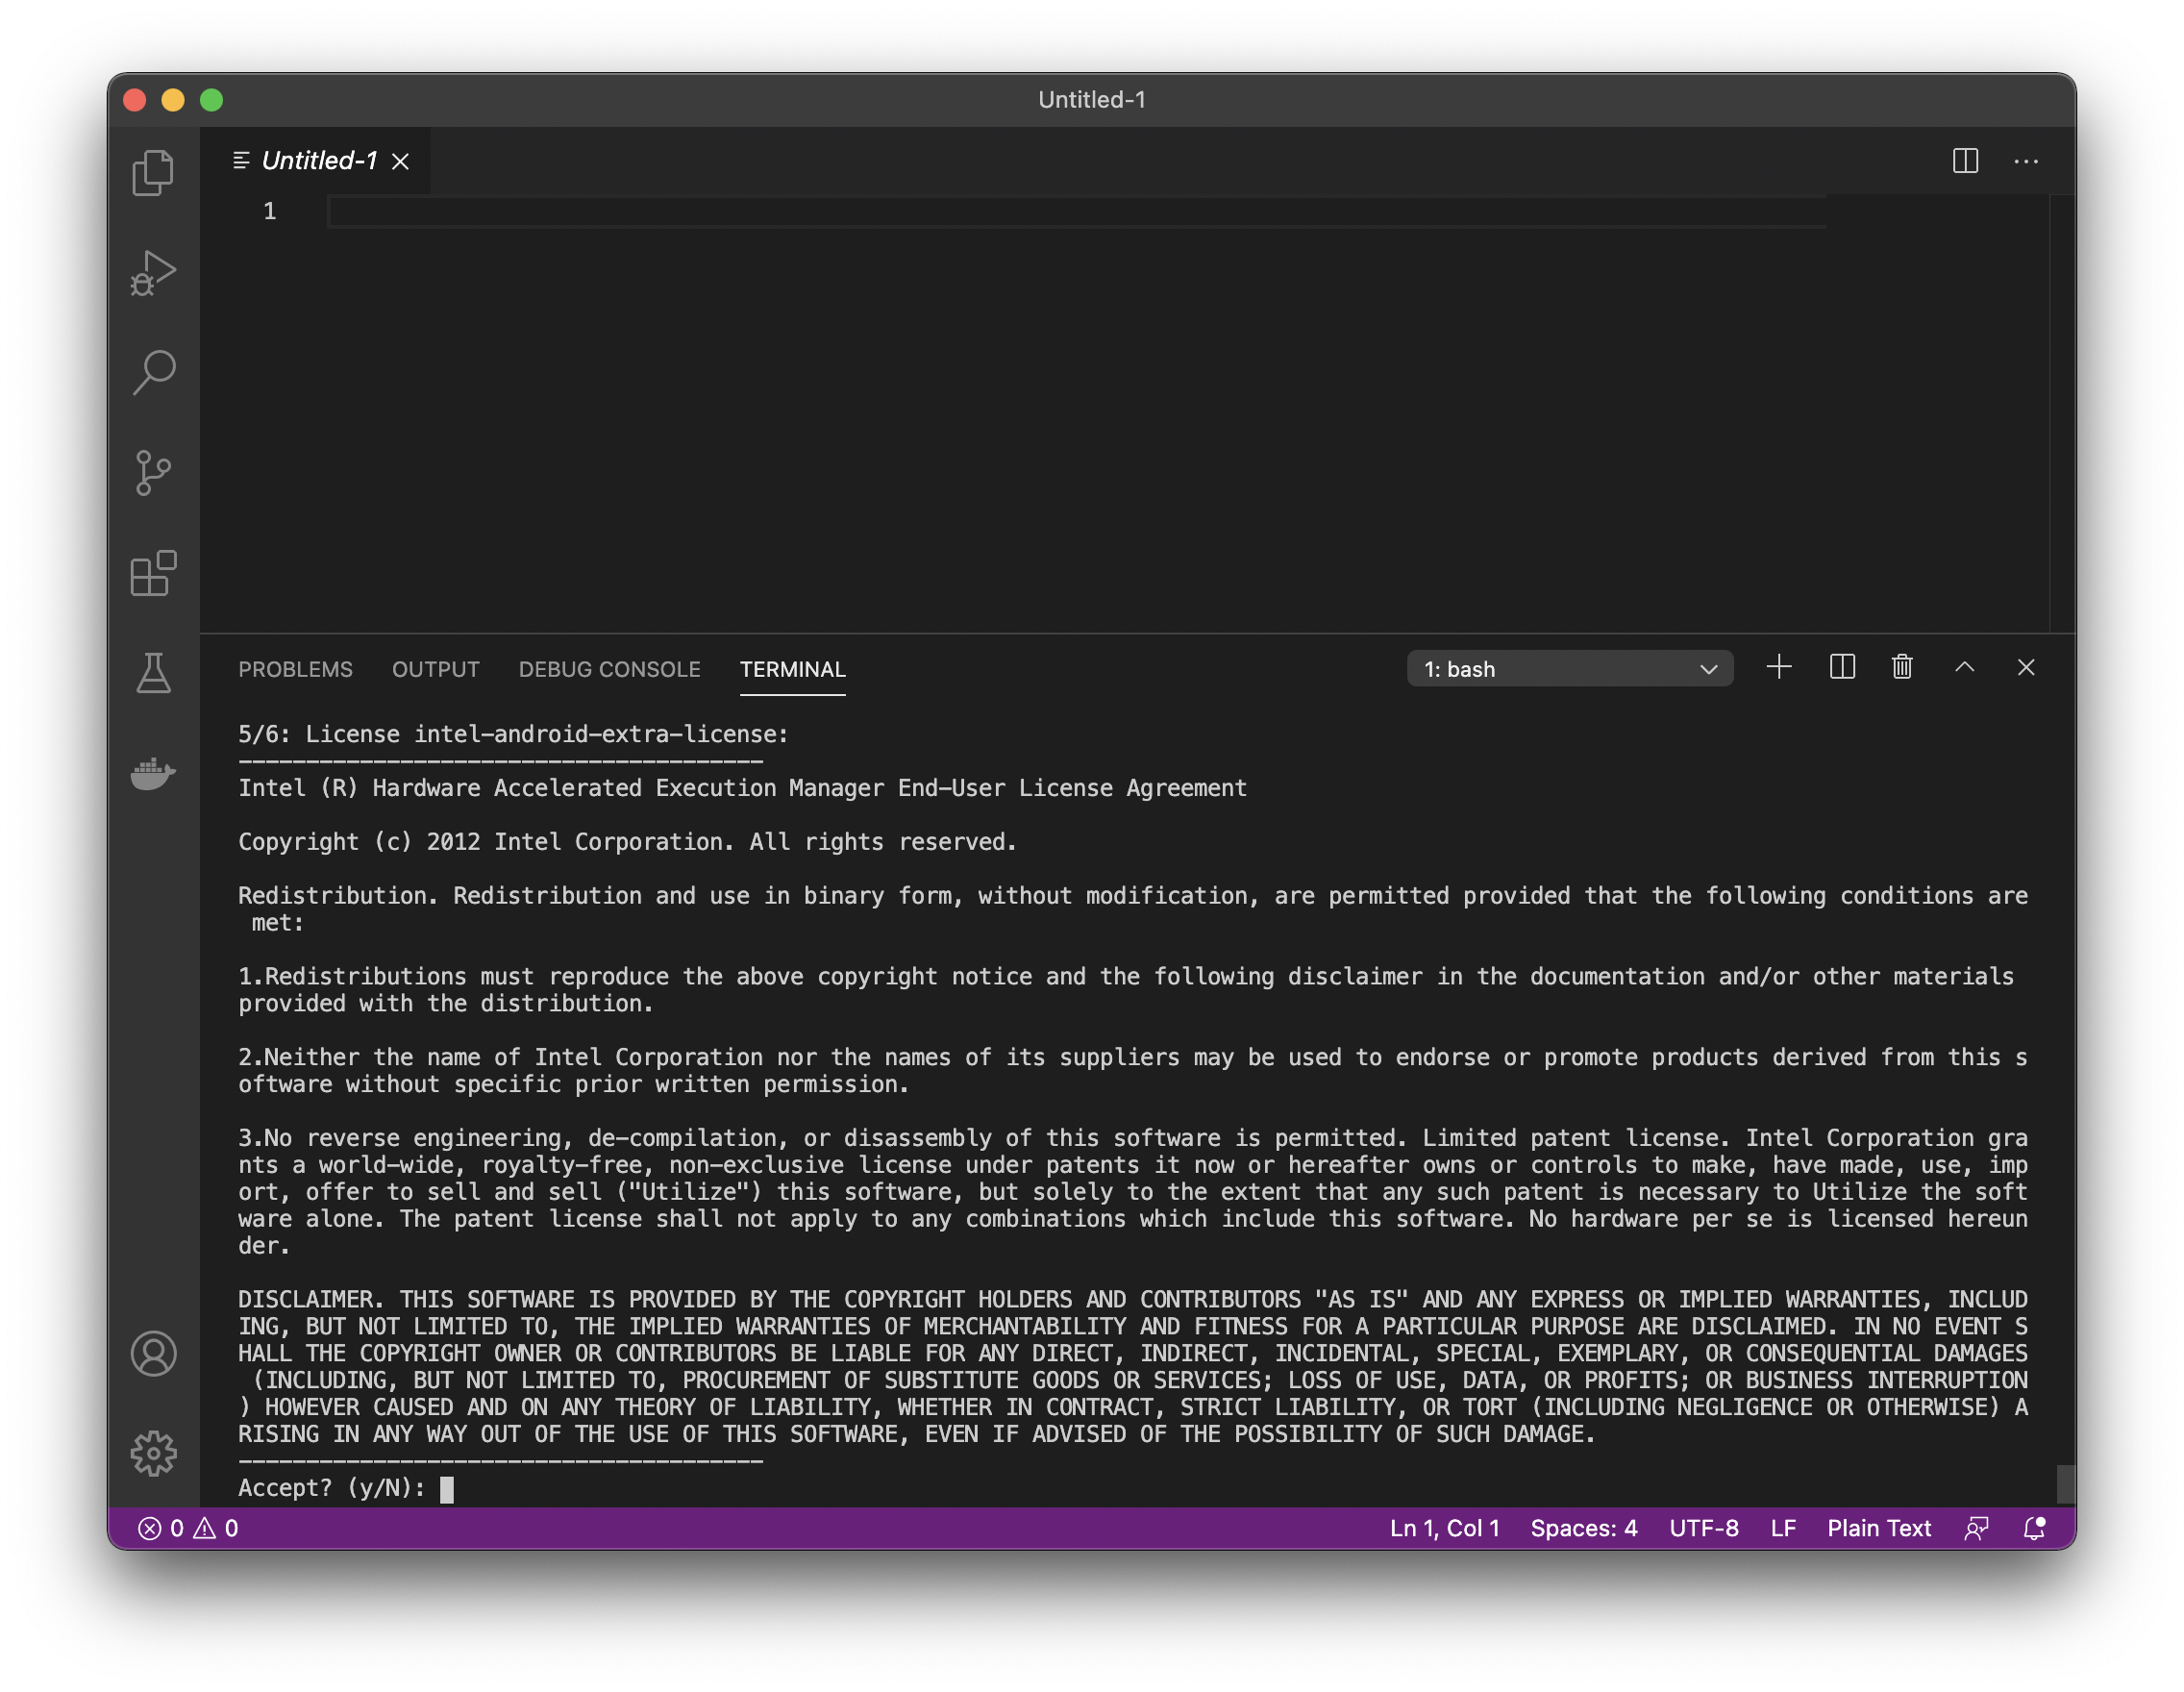 Untitled-1
Untitled-1
1
PROBLEMS OUTPUT DEBUG CONSOLE TERMINAL 1: bash
5/6: License intel-android-extra-license:
---------------------------------------
Intel (R) Hardware Accelerated Execution Manager End-User License Agreement
Copyright (c) 2012 Intel Corporation. All rights reserved.
Redistribution. Redistribution and use in binary form, without modification, are permitted provided that the following conditions are
met:
1.Redistributions must reproduce the above copyright notice and the following disclaimer in the documentation and/or other materials
provided with the distribution.
2.Neither the name of Intel Corporation nor the names of its suppliers may be used to endorse or promote products derived from this s
oftware without specific prior written permission.
3.No reverse engineering, de-compilation, or disassembly of this software is permitted. Limited patent license. Intel Corporation gra
nts a world-wide, royalty-free, non-exclusive license under patents it now or hereafter owns or controls to make, have made, use, imp
ort, offer to sell and sell ("Utilize") this software, but solely to the extent that any such patent is necessary to Utilize the soft
ware alone. The patent license shall not apply to any combinations which include this software. No hardware per se is licensed hereun
der.
DISCLAIMER. THIS SOFTWARE IS PROVIDED BY THE COPYRIGHT HOLDERS AND CONTRIBUTORS "AS IS" AND ANY EXPRESS OR IMPLIED WARRANTIES, INCLUD
ING, BUT NOT LIMITED TO, THE IMPLIED WARRANTIES OF MERCHANTABILITY AND FITNESS FOR A PARTICULAR PURPOSE ARE DISCLAIMED. IN NO EVENT S
HALL THE COPYRIGHT OWNER OR CONTRIBUTORS BE LIABLE FOR ANY DIRECT, INDIRECT, INCIDENTAL, SPECIAL, EXEMPLARY, OR CONSEQUENTIAL DAMAGES
(INCLUDING, BUT NOT LIMITED TO, PROCUREMENT OF SUBSTITUTE GOODS OR SERVICES; LOSS OF USE, DATA, OR PROFITS; OR BUSINESS INTERRUPTION
) HOWEVER CAUSED AND ON ANY THEORY OF LIABILITY, WHETHER IN CONTRACT, STRICT LIABILITY, OR TORT (INCLUDING NEGLIGENCE OR OTHERWISE) A
RISING IN ANY WAY OUT OF THE USE OF THIS SOFTWARE, EVEN IF ADVISED OF THE POSSIBILITY OF SUCH DAMAGE.
---------------------------------------
Accept? (y/N):
0 0 Ln 1, Col 1 Spaces: 4 UTF-8 LF Plain Text